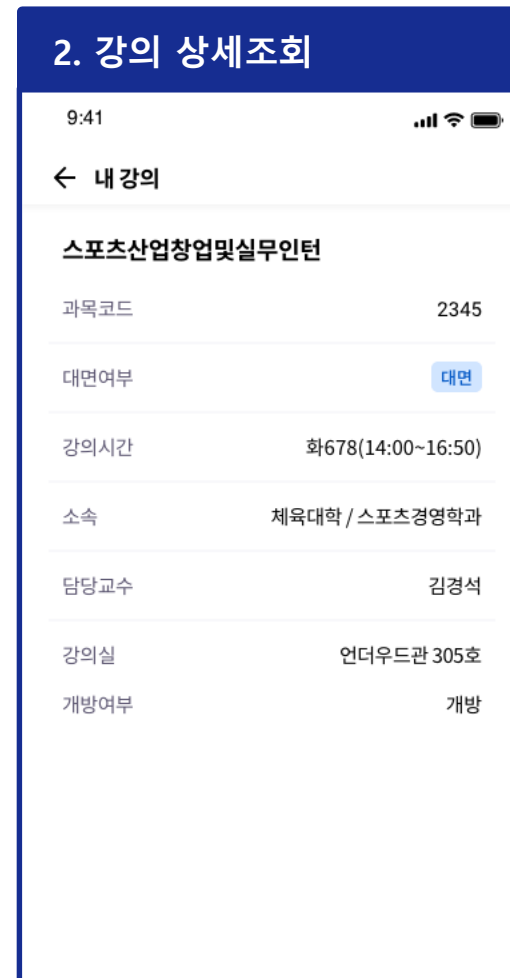 2. 강의 상세조회
9:41
← 내 강의
스포츠산업창업및실무인턴
과목코드 2345
대면여부 대면
강의시간 화678(14:00~16:50)
소속 체육대학 / 스포츠경영학과
담당교수 김경석
강의실 언더우드관 305호
개방여부 개방